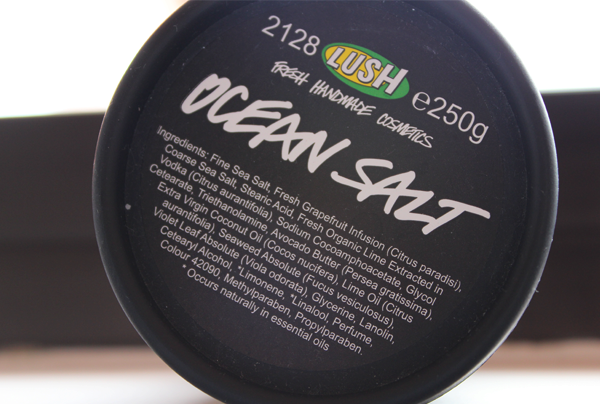 2128 LUSH e250g
FRESH HANDMADE COSMETICS
OCEAN SALT
Ingredients: Fine Sea Salt, Fresh Grapefruit Infusion (Citrus paradisi),
Coarse Sea Salt, Stearic Acid, Fresh Organic Lime Extracted in
Vodka (Citrus aurantifolia), Sodium Cocoamphoacetate, Glycol
Cetearate, Triethanolamine, Avocado Butter (Persea gratissima),
Extra Virgin Coconut Oil (Cocos nucifera), Lime Oil (Citrus
aurantifolia), Seaweed Absolute (Fucus vesiculosus),
Violet Leaf Absolute (Viola odorata), Glycerine, Lanolin,
Cetearyl Alcohol, *Limonene, *Linalool, Perfume,
Colour 42090, Methylparaben, Propylparaben.
* Occurs naturally in essential oils